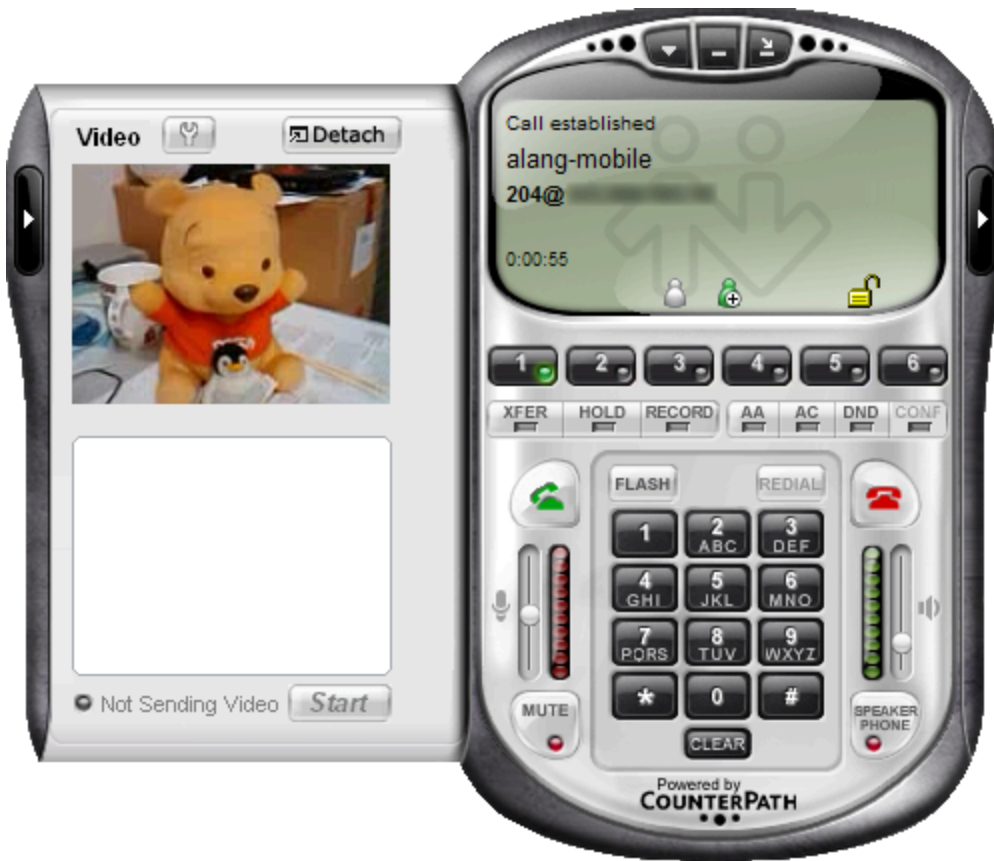 Video
Detach
Call established
alang-mobile
204@
0:00:55
1 2 3 4 5 6
XFER HOLD RECORD AA AC DND CONF
FLASH REDIAL
1 2 3
ABC DEF
4 5 6
GHI JKL MNO
7 8 9
PQRS TUV WXYZ
* 0 #
CLEAR
MUTE
SPEAKER
PHONE
Not Sending Video Start
Powered by
COUNTERPATH